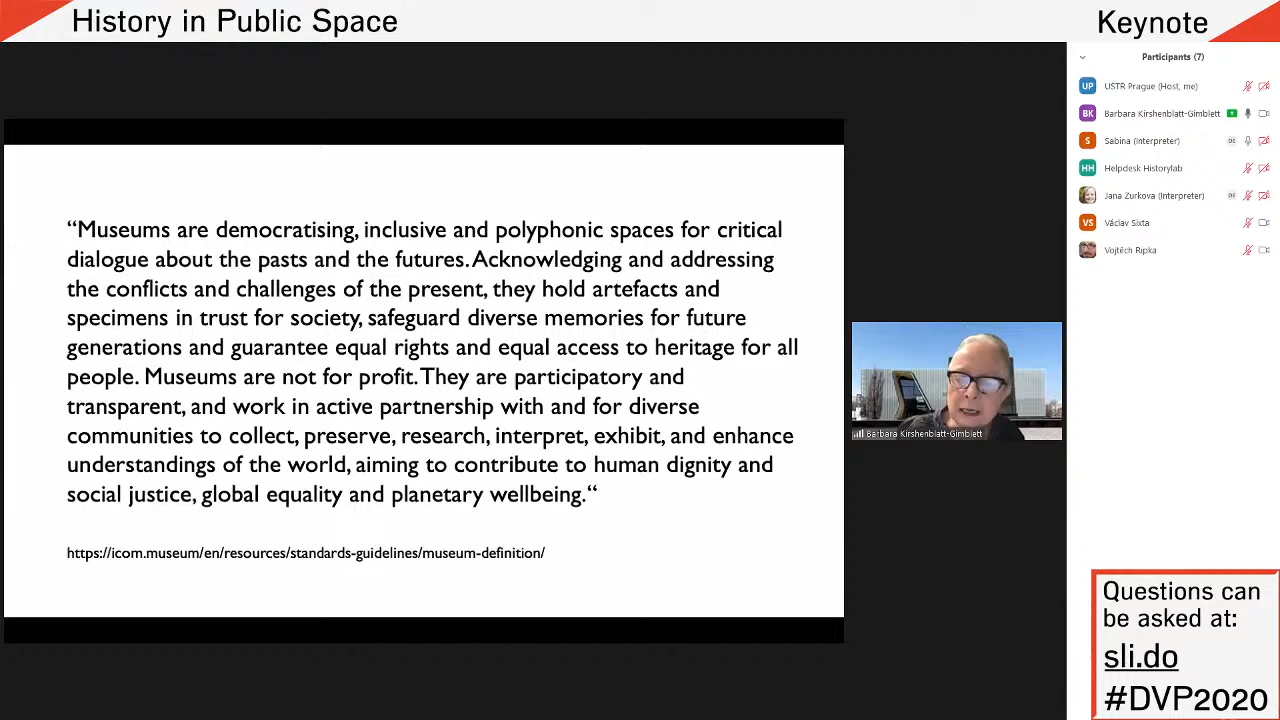 History in Public Space
Keynote
Participants (7)
UP USTR Prague (Host, me)
BK Barbara Kirshenblatt-Gimblett
S Sabina (Interpreter) DE
HH Helpdesk Historylab
Jana Zurkova (Interpreter) DE
VS Václav Sixta
Vojtěch Ripka
“Museums are democratising, inclusive and polyphonic spaces for critical
dialogue about the pasts and the futures. Acknowledging and addressing
the conflicts and challenges of the present, they hold artefacts and
specimens in trust for society, safeguard diverse memories for future
generations and guarantee equal rights and equal access to heritage for all
people. Museums are not for profit. They are participatory and
transparent, and work in active partnership with and for diverse
communities to collect, preserve, research, interpret, exhibit, and enhance
understandings of the world, aiming to contribute to human dignity and
social justice, global equality and planetary wellbeing.“
https://icom.museum/en/resources/standards-guidelines/museum-definition/
Barbara Kirshenblatt-Gimblett
Questions can
be asked at:
sli.do
#DVP2020